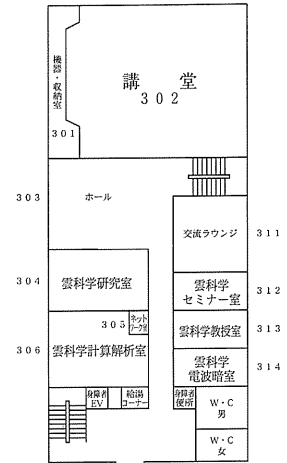 講 堂
302
機器・収納室
301
303
ホール
交流ラウンジ
311
304
雲科学研究室
雲科学
セミナー室
312
305
ネット
ワーク室
雲科学教授室
313
306
雲科学計算解析室
雲科学
電波暗室
314
身障者
EV
給湯
コーナー
身障者
便所
W・C
男
W・C
女